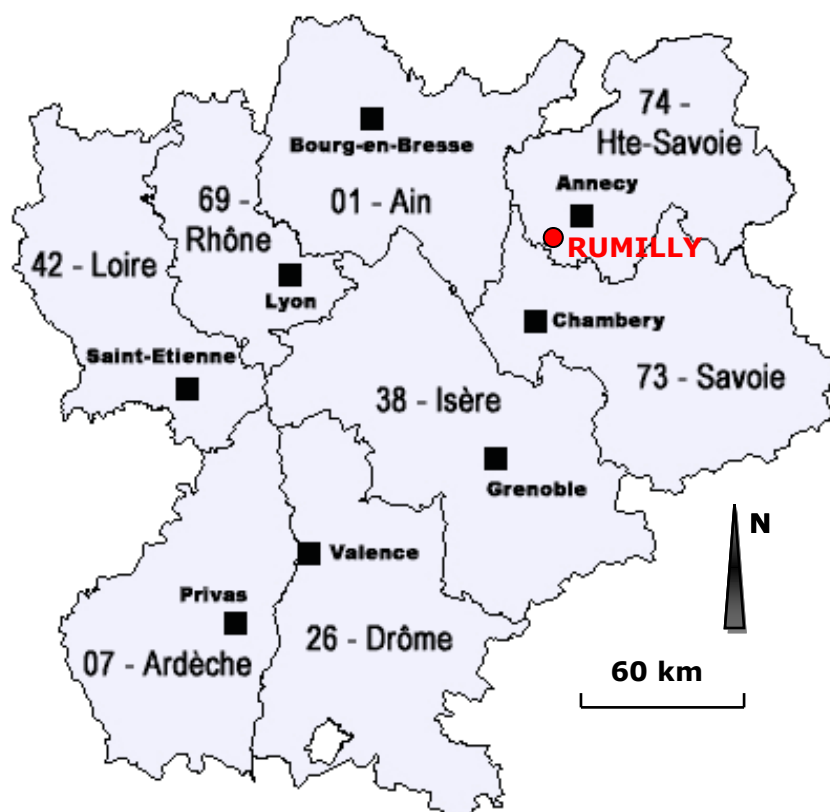 74 -
Hte-Savoie
Bourg-en-Bresse
Annecy
69 -
Rhône
01 - Ain
RUMILLY
42 - Loire
Lyon
Chambery
Saint-Etienne
73 - Savoie
38 - Isère
Grenoble
N
Valence
Privas
26 - Drôme
07 - Ardèche
60 km